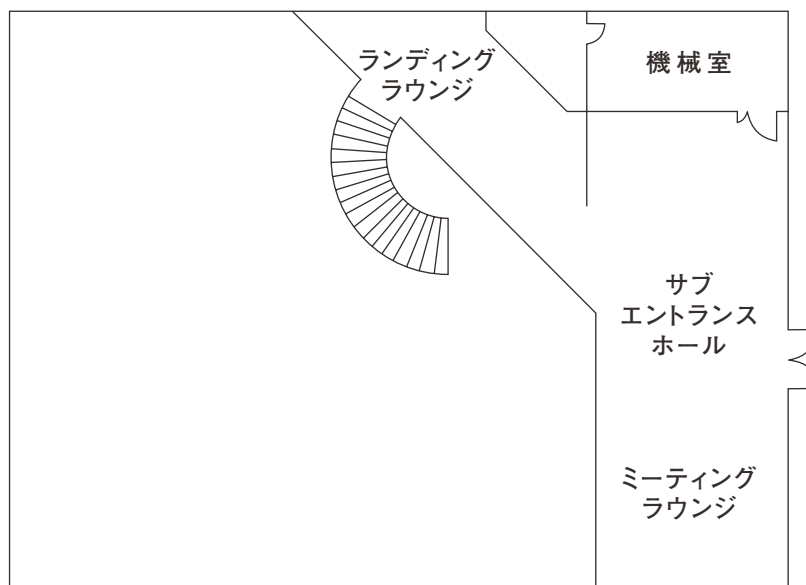 ランディング
ラウンジ
機械室
サブ
エントランス
ホール
ミーティング
ラウンジ